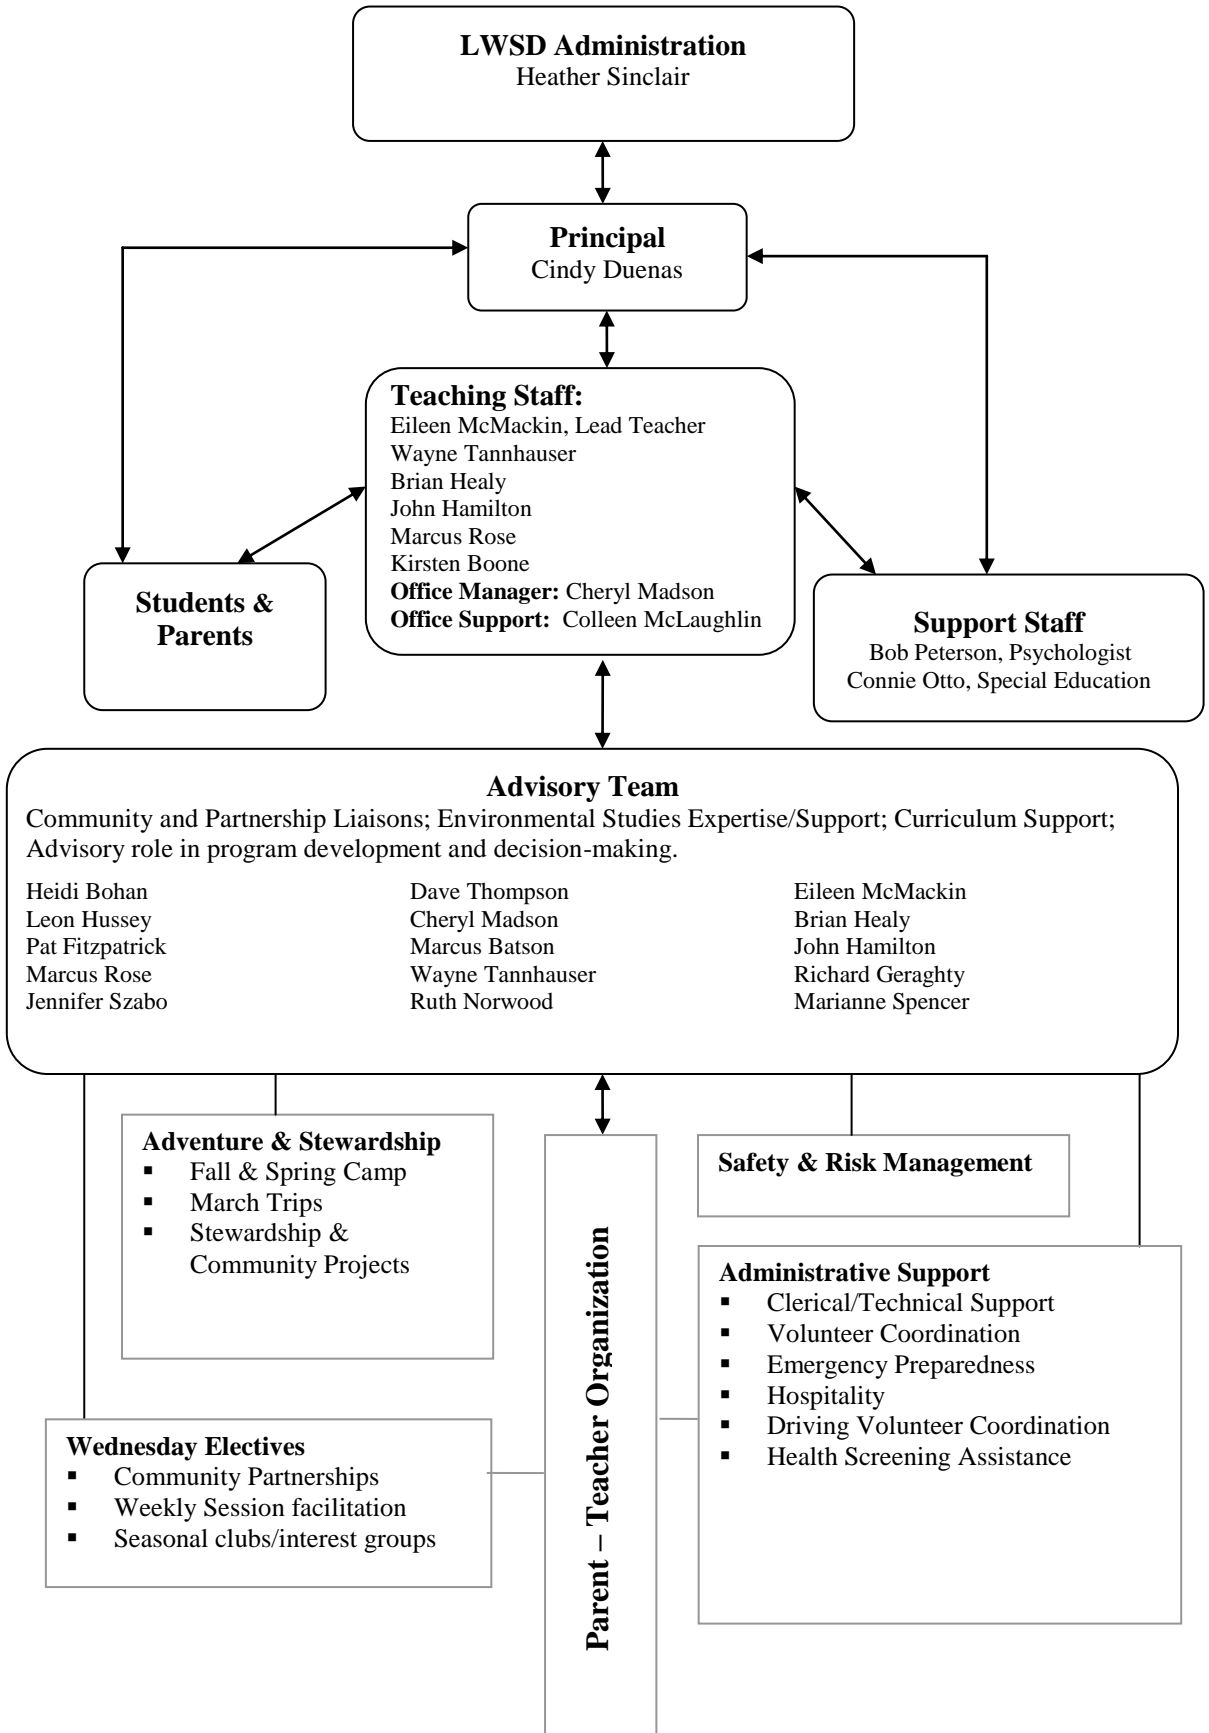 LWSD Administration
Heather Sinclair
Principal
Cindy Duenas
Teaching Staff:
Eileen McMackin, Lead Teacher
Wayne Tannhauser
Brian Healy
John Hamilton
Marcus Rose
Kirsten Boone
Office Manager: Cheryl Madson
Office Support:  Colleen McLaughlin
Students &
Parents
Support Staff
Bob Peterson, Psychologist
Connie Otto, Special Education
Advisory Team
Community and Partnership Liaisons; Environmental Studies Expertise/Support; Curriculum Support;
Advisory role in program development and decision-making.
Heidi Bohan
Leon Hussey
Pat Fitzpatrick
Marcus Rose
Jennifer Szabo
Dave Thompson
Cheryl Madson
Marcus Batson
Wayne Tannhauser
Ruth Norwood
Eileen McMackin
Brian Healy
John Hamilton
Richard Geraghty
Marianne Spencer
Adventure & Stewardship
▪ Fall & Spring Camp
▪ March Trips
▪ Stewardship &
Community Projects
Parent – Teacher Organization
Safety & Risk Management
Administrative Support
▪ Clerical/Technical Support
▪ Volunteer Coordination
▪ Emergency Preparedness
▪ Hospitality
▪ Driving Volunteer Coordination
▪ Health Screening Assistance
Wednesday Electives
▪ Community Partnerships
▪ Weekly Session facilitation
▪ Seasonal clubs/interest groups